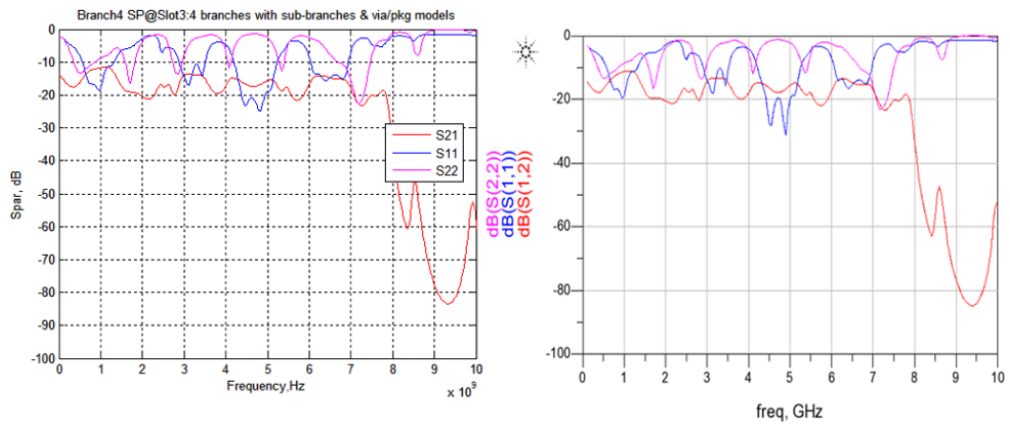 Branch4 SP@Slot3:4 branches with sub-branches & via/pkg models
0
-10
-20
-30
-40
-50
-60
-70
-80
-90
-100
Spar, dB
S21
S11
S22
0 1 2 3 4 5 6 7 8 9 10
Frequency,Hz
x 10^9
dB(S(2,2))
dB(S(1,1))
dB(S(1,2))
0
-20
-40
-60
-80
-100
0 1 2 3 4 5 6 7 8 9 10
freq, GHz